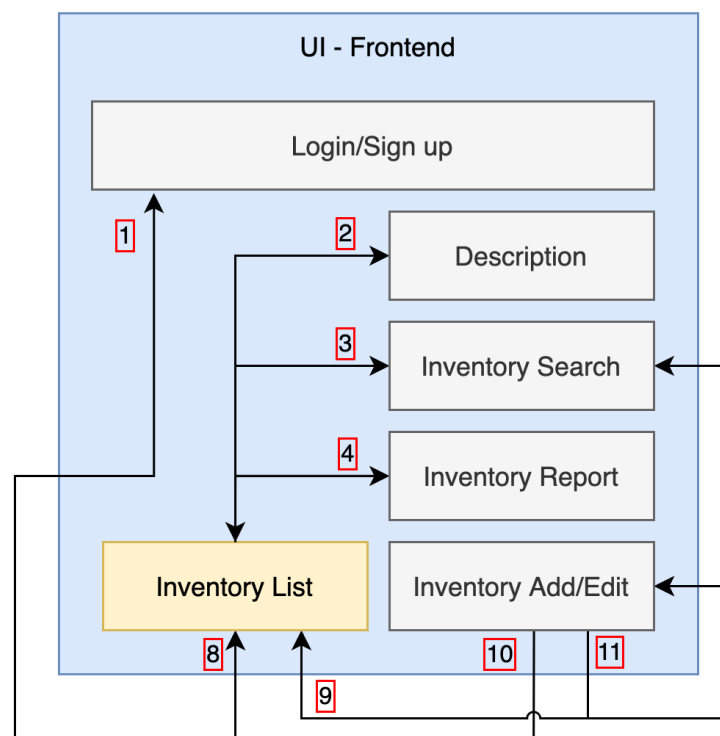 UI - Frontend
Login/Sign up
1
2
Description
3
Inventory Search
4
Inventory Report
Inventory List
Inventory Add/Edit
8
10
11
9